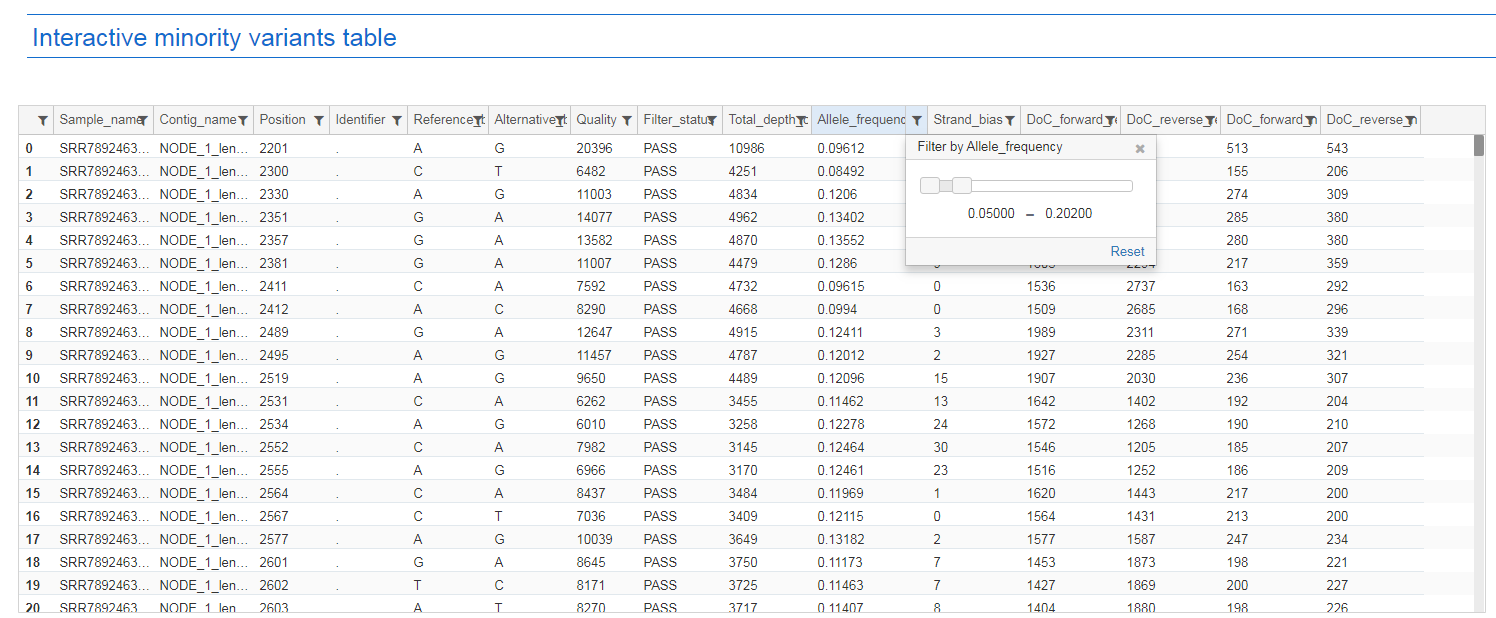 Interactive minority variants table
Sample_name Contig_name Position Identifier Reference_b Alternative_b Quality Filter_status Total_depth_c Allele_frequenc Strand_bias DoC_forward_re DoC_reverse_re DoC_forward_n DoC_reverse_n
0 SRR7892463... NODE_1_len... 2201 . A G 20396 PASS 10986 0.09612 513 543
Filter by Allele_frequency ×
1 SRR7892463... NODE_1_len... 2300 . C T 6482 PASS 4251 0.08492 155 206
2 SRR7892463... NODE_1_len... 2330 . A G 11003 PASS 4834 0.1206 274 309
3 SRR7892463... NODE_1_len... 2351 . G A 14077 PASS 4962 0.13402 285 380
0.05000 – 0.20200
4 SRR7892463... NODE_1_len... 2357 . G A 13582 PASS 4870 0.13552 280 380
Reset
5 SRR7892463... NODE_1_len... 2381 . G A 11007 PASS 4479 0.1286 217 359
6 SRR7892463... NODE_1_len... 2411 . C A 7592 PASS 4732 0.09615 0 1536 2737 163 292
7 SRR7892463... NODE_1_len... 2412 . A C 8290 PASS 4668 0.0994 0 1509 2685 168 296
8 SRR7892463... NODE_1_len... 2489 . G A 12647 PASS 4915 0.12411 3 1989 2311 271 339
9 SRR7892463... NODE_1_len... 2495 . A G 11457 PASS 4787 0.12012 2 1927 2285 254 321
10 SRR7892463... NODE_1_len... 2519 . A G 9650 PASS 4489 0.12096 15 1907 2030 236 307
11 SRR7892463... NODE_1_len... 2531 . C A 6262 PASS 3455 0.11462 13 1642 1402 192 204
12 SRR7892463... NODE_1_len... 2534 . A G 6010 PASS 3258 0.12278 24 1572 1268 190 210
13 SRR7892463... NODE_1_len... 2552 . C A 7982 PASS 3145 0.12464 30 1546 1205 185 207
14 SRR7892463... NODE_1_len... 2555 . A G 6966 PASS 3170 0.12461 23 1516 1252 186 209
15 SRR7892463... NODE_1_len... 2564 . C A 8437 PASS 3484 0.11969 1 1620 1443 217 200
16 SRR7892463... NODE_1_len... 2567 . C T 7036 PASS 3409 0.12115 0 1564 1431 213 200
17 SRR7892463... NODE_1_len... 2577 . A G 10039 PASS 3649 0.13182 2 1577 1587 247 234
18 SRR7892463... NODE_1_len... 2601 . G A 8645 PASS 3750 0.11173 7 1453 1873 198 221
19 SRR7892463... NODE_1_len... 2602 . T C 8171 PASS 3725 0.11463 7 1427 1869 200 227
20 SRR7892463... NODE_1_len... 2603 . A T 8270 PASS 3717 0.11407 8 1404 1880 198 226